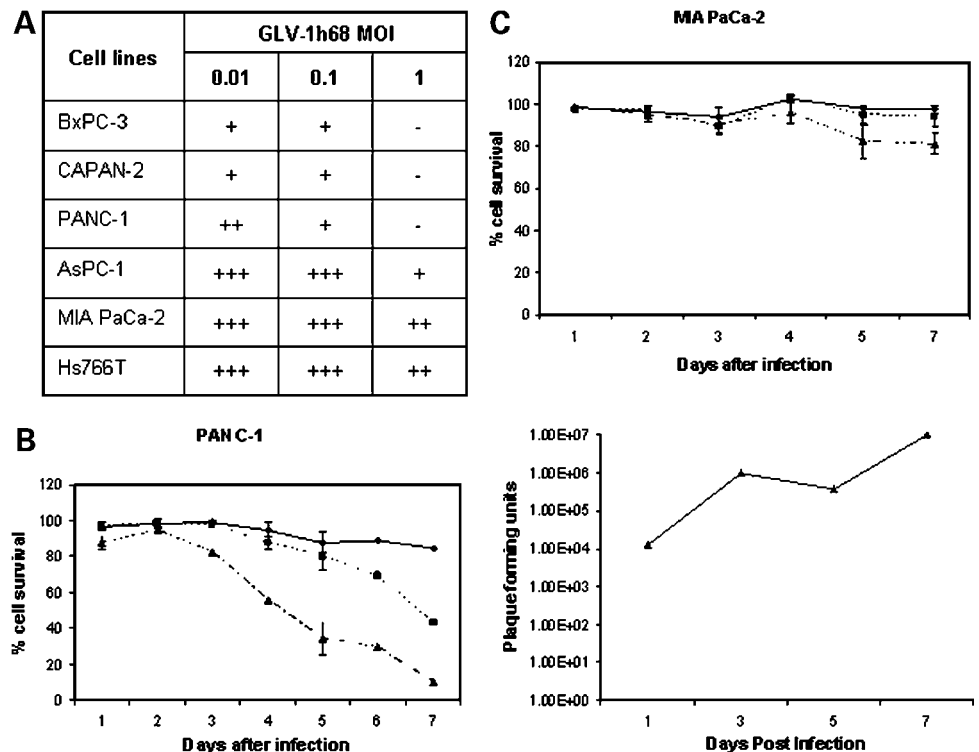 A
Cell lines
GLV-1h68 MOI
0.01 0.1 1
BxPC-3 + + -
CAPAN-2 + + -
PANC-1 ++ + -
AsPC-1 +++ +++ +
MIA PaCa-2 +++ +++ ++
Hs766T +++ +++ ++
B
PANC-1
% cell survival
120
100
80
60
40
20
0
1 2 3 4 5 6 7
Days after infection
C
MIA PaCa-2
% cell survival
120
100
80
60
40
20
0
1 2 3 4 5 7
Days after infection
Plaque forming units
1.00E+07
1.00E+06
1.00E+05
1.00E+04
1.00E+03
1.00E+02
1.00E+01
1.00E+00
1 3 5 7
Days Post Infection